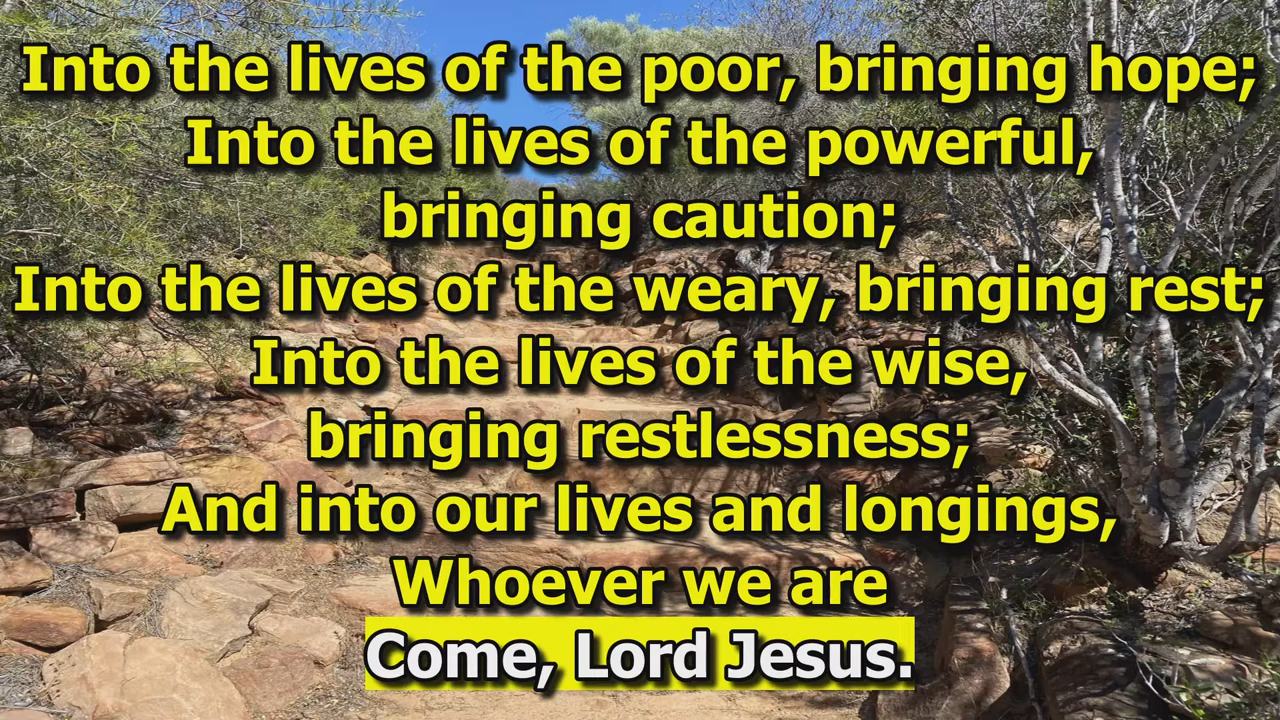 Into the lives of the poor, bringing hope;
Into the lives of the powerful,
bringing caution;
Into the lives of the weary, bringing rest;
Into the lives of the wise,
bringing restlessness;
And into our lives and longings,
Whoever we are
Come, Lord Jesus.